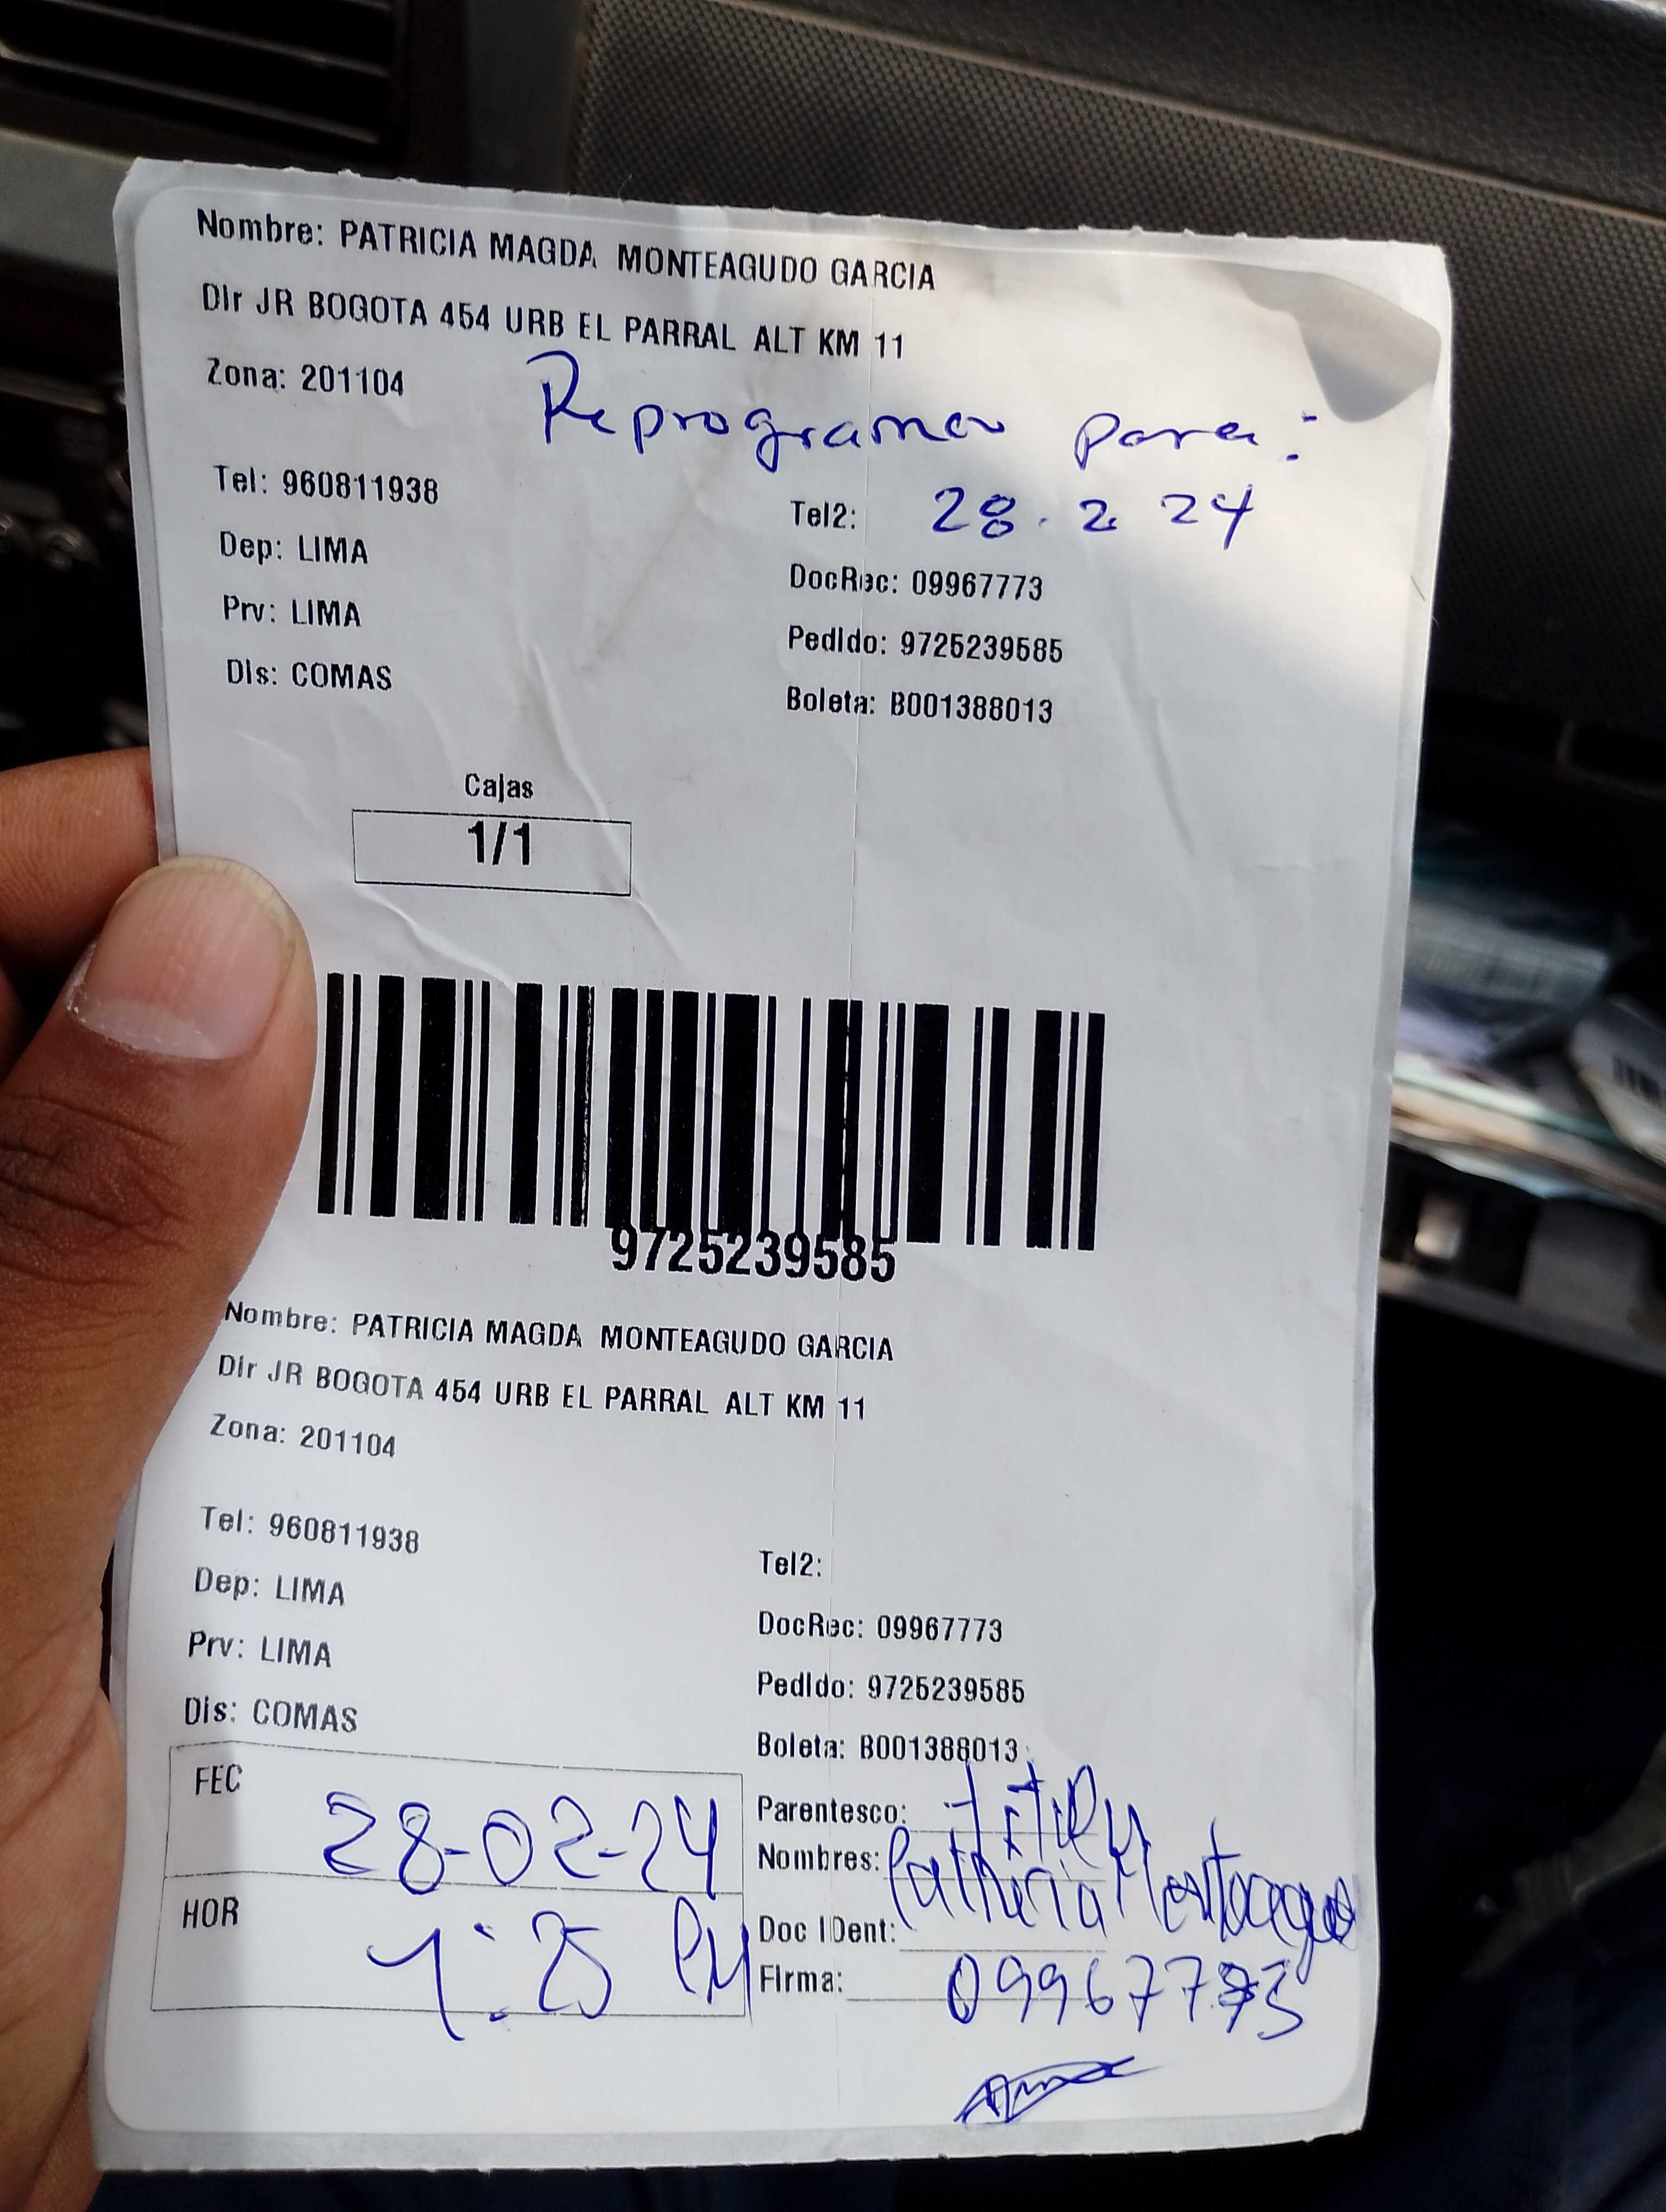 Nombre: PATRICIA MAGDA MONTEAGUDO GARCIA
Dir JR BOGOTA 454 URB EL PARRAL ALT KM 11
Zona: 201104
Reprogramar para:
Tel: 960811938
Tel2: 28. 2 24
Dep: LIMA
DocRec: 09967773
Prv: LIMA
Pedido: 9725239585
Dis: COMAS
Boleta: B001388013
Cajas
1/1
9725239585
Nombre: PATRICIA MAGDA MONTEAGUDO GARCIA
Dir JR BOGOTA 454 URB EL PARRAL ALT KM 11
Zona: 201104
Tel: 960811938
Tel2:
Dep: LIMA
DocRec: 09967773
Prv: LIMA
Pedido: 9725239585
Dis: COMAS
Boleta: B001388013
FEC 28-02-24
Parentesco:
Nombres: Patricia
HOR :25 PM
Doc IDent:
Firma: 09967773